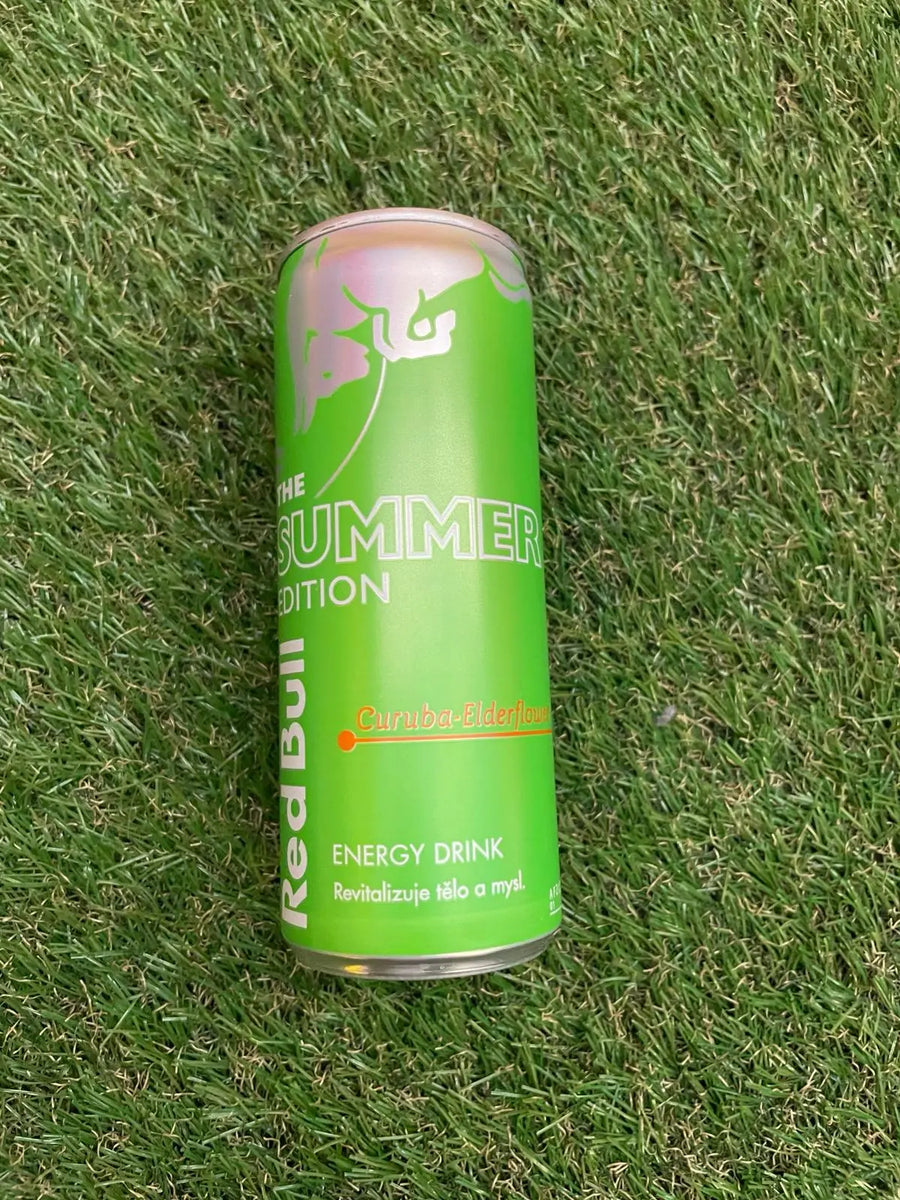 THE
SUMMER
EDITION
Red Bull
Curuba-Elderflower
ENERGY DRINK
Revitalizuje tělo a mysl.